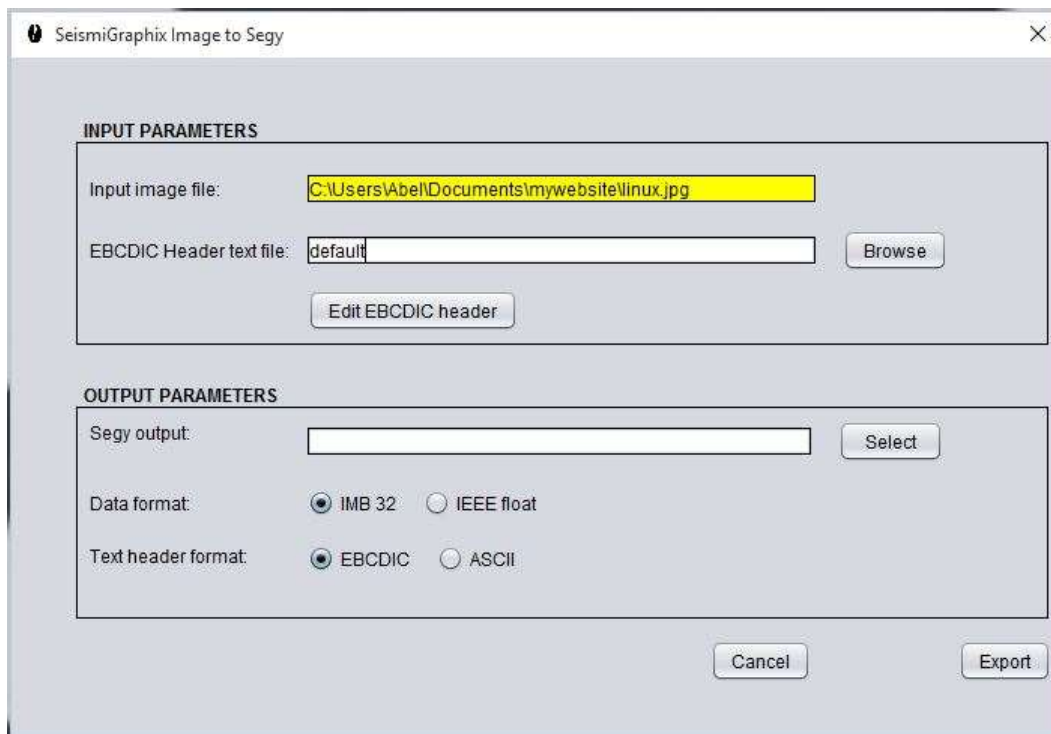 SeismiGraphix Image to Segy
INPUT PARAMETERS
Input image file: C:\Users\Abel\Documents\mywebsite\linux.jpg
EBCDIC Header text file: default Browse
Edit EBCDIC header
OUTPUT PARAMETERS
Segy output: Select
Data format: IMB 32 IEEE float
Text header format: EBCDIC ASCII
Cancel Export